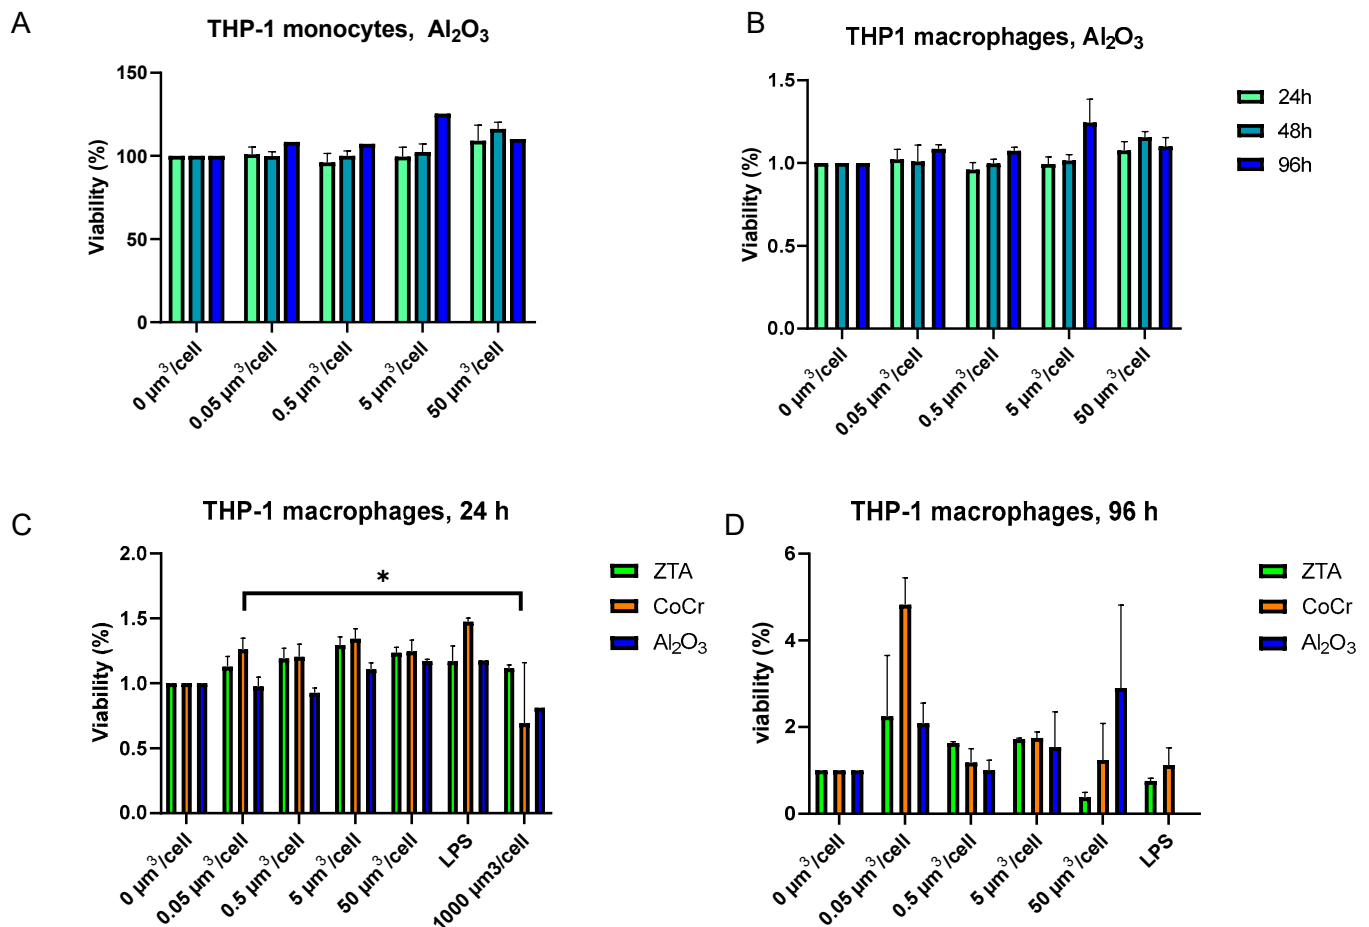 A
THP-1 monocytes, Al₂O₃
150
100
50
0
Viability (%)
0 µm³/cell
0.05 µm³/cell
0.5 µm³/cell
5 µm³/cell
50 µm³/cell
B
THP1 macrophages, Al₂O₃
1.5
1.0
0.5
0.0
Viability (%)
0 µm³/cell
0.05 µm³/cell
0.5 µm³/cell
5 µm³/cell
50 µm³/cell
24h
48h
96h
C
THP-1 macrophages, 24 h
2.0
1.5
1.0
0.5
0.0
Viability (%)
*
0 µm³/cell
0.05 µm³/cell
0.5 µm³/cell
5 µm³/cell
50 µm³/cell
LPS
1000 µm3/cell
ZTA
CoCr
Al₂O₃
D
THP-1 macrophages, 96 h
6
4
2
0
viability (%)
0 µm³/cell
0.05 µm³/cell
0.5 µm³/cell
5 µm³/cell
50 µm³/cell
LPS
ZTA
CoCr
Al₂O₃